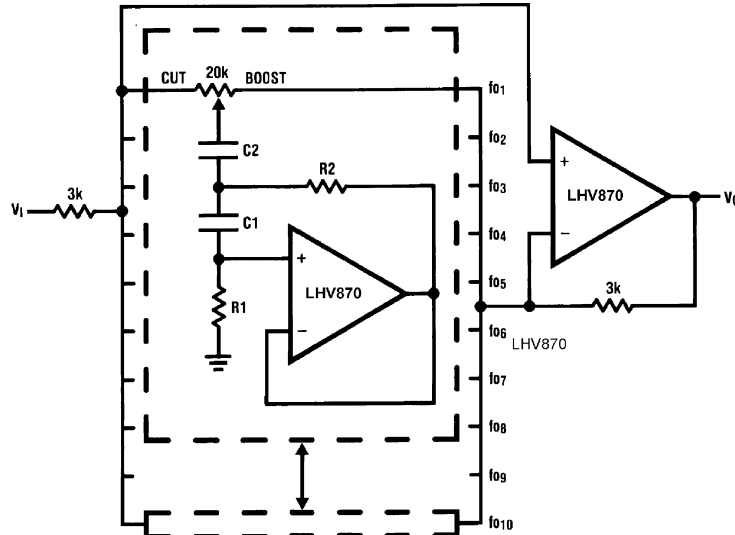 CUT 20k BOOST
fo1
C2
fo2
R2
fo3
3k
VI
C1
LHV870
LHV870
fo4
fo5
3k
R1
fo6
LHV870
fo7
fo8
fo9
fo10
+
−
+
−